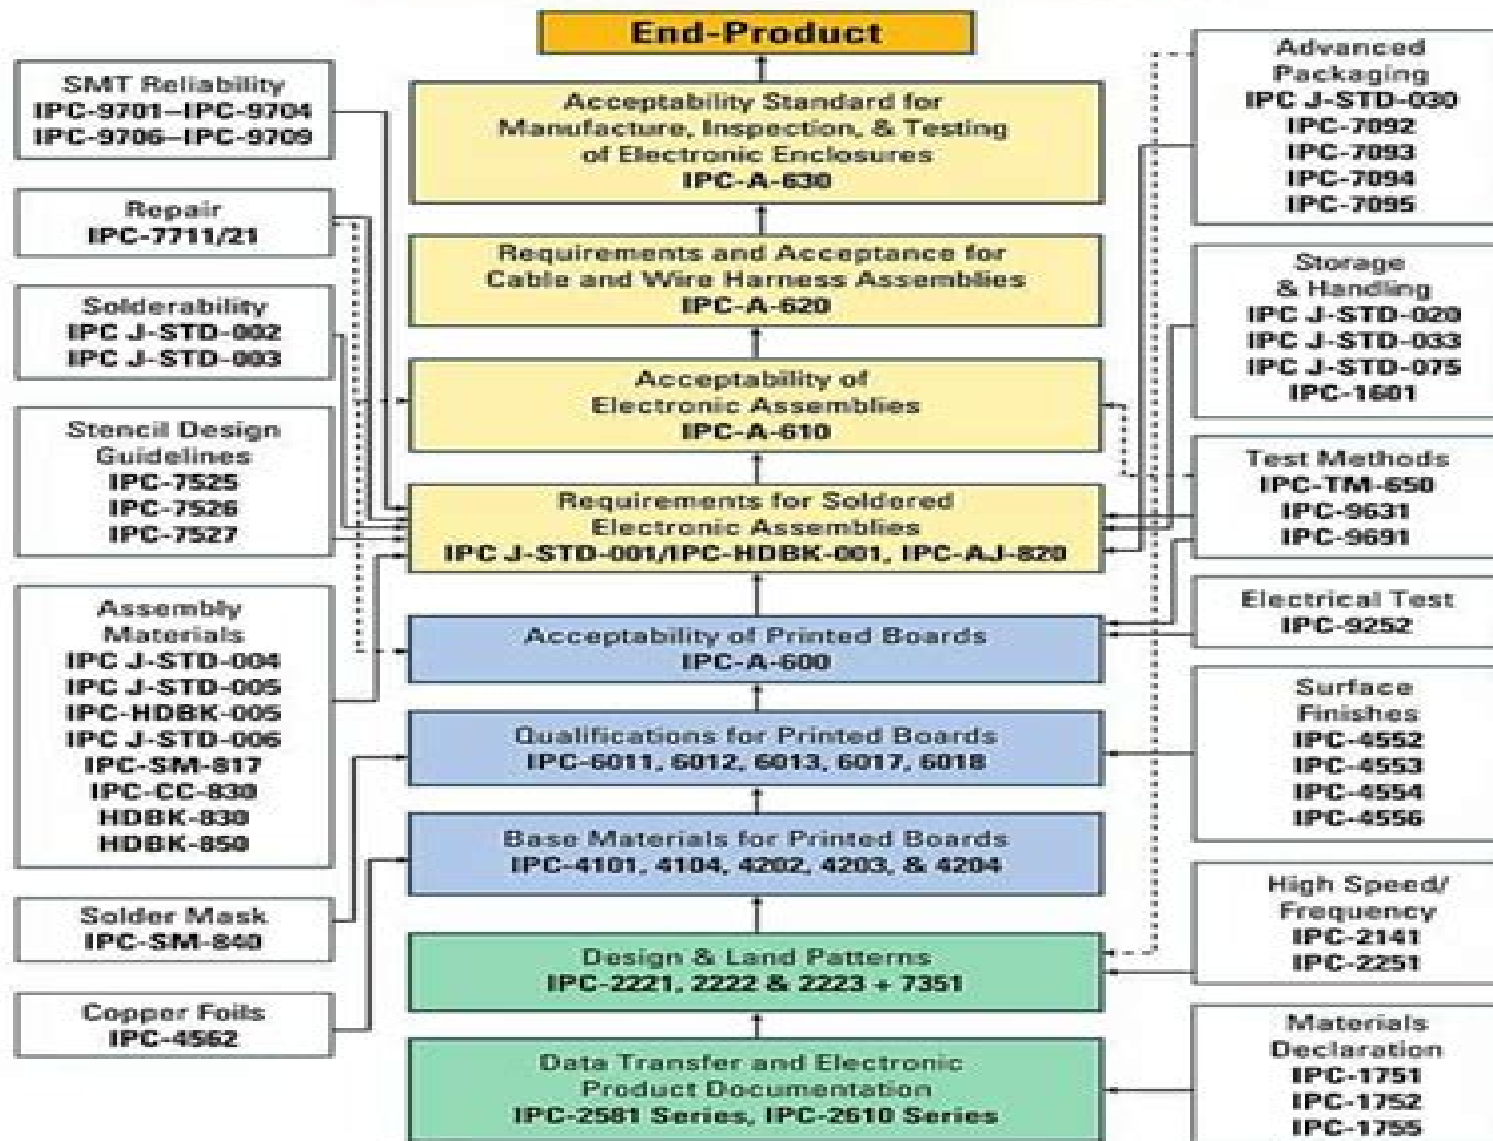 End-Product
SMT Reliability
IPC-9701–IPC-9704
IPC-9706–IPC-9709
Repair
IPC-7711/21
Solderability
IPC J-STD-002
IPC J-STD-003
Stencil Design
Guidelines
IPC-7525
IPC-7526
IPC-7527
Assembly
Materials
IPC J-STD-004
IPC J-STD-005
IPC-HDBK-005
IPC J-STD-006
IPC-SM-817
IPC-CC-830
HDBK-830
HDBK-850
Solder Mask
IPC-SM-840
Copper Foils
IPC-4562
Acceptability Standard for
Manufacture, Inspection, & Testing
of Electronic Enclosures
IPC-A-630
Requirements and Acceptance for
Cable and Wire Harness Assemblies
IPC-A-620
Acceptability of
Electronic Assemblies
IPC-A-610
Requirements for Soldered
Electronic Assemblies
IPC J-STD-001/IPC-HDBK-001, IPC-AJ-820
Acceptability of Printed Boards
IPC-A-600
Qualifications for Printed Boards
IPC-6011, 6012, 6013, 6017, 6018
Base Materials for Printed Boards
IPC-4101, 4104, 4202, 4203, & 4204
Design & Land Patterns
IPC-2221, 2222 & 2223 + 7351
Data Transfer and Electronic
Product Documentation
IPC-2581 Series, IPC-2610 Series
Advanced
Packaging
IPC J-STD-030
IPC-7092
IPC-7093
IPC-7094
IPC-7095
Storage
& Handling
IPC J-STD-020
IPC J-STD-033
IPC J-STD-075
IPC-1601
Test Methods
IPC-TM-650
IPC-9631
IPC-9691
Electrical Test
IPC-9252
Surface
Finishes
IPC-4552
IPC-4553
IPC-4554
IPC-4556
High Speed/
Frequency
IPC-2141
IPC-2251
Materials
Declaration
IPC-1751
IPC-1752
IPC-1755